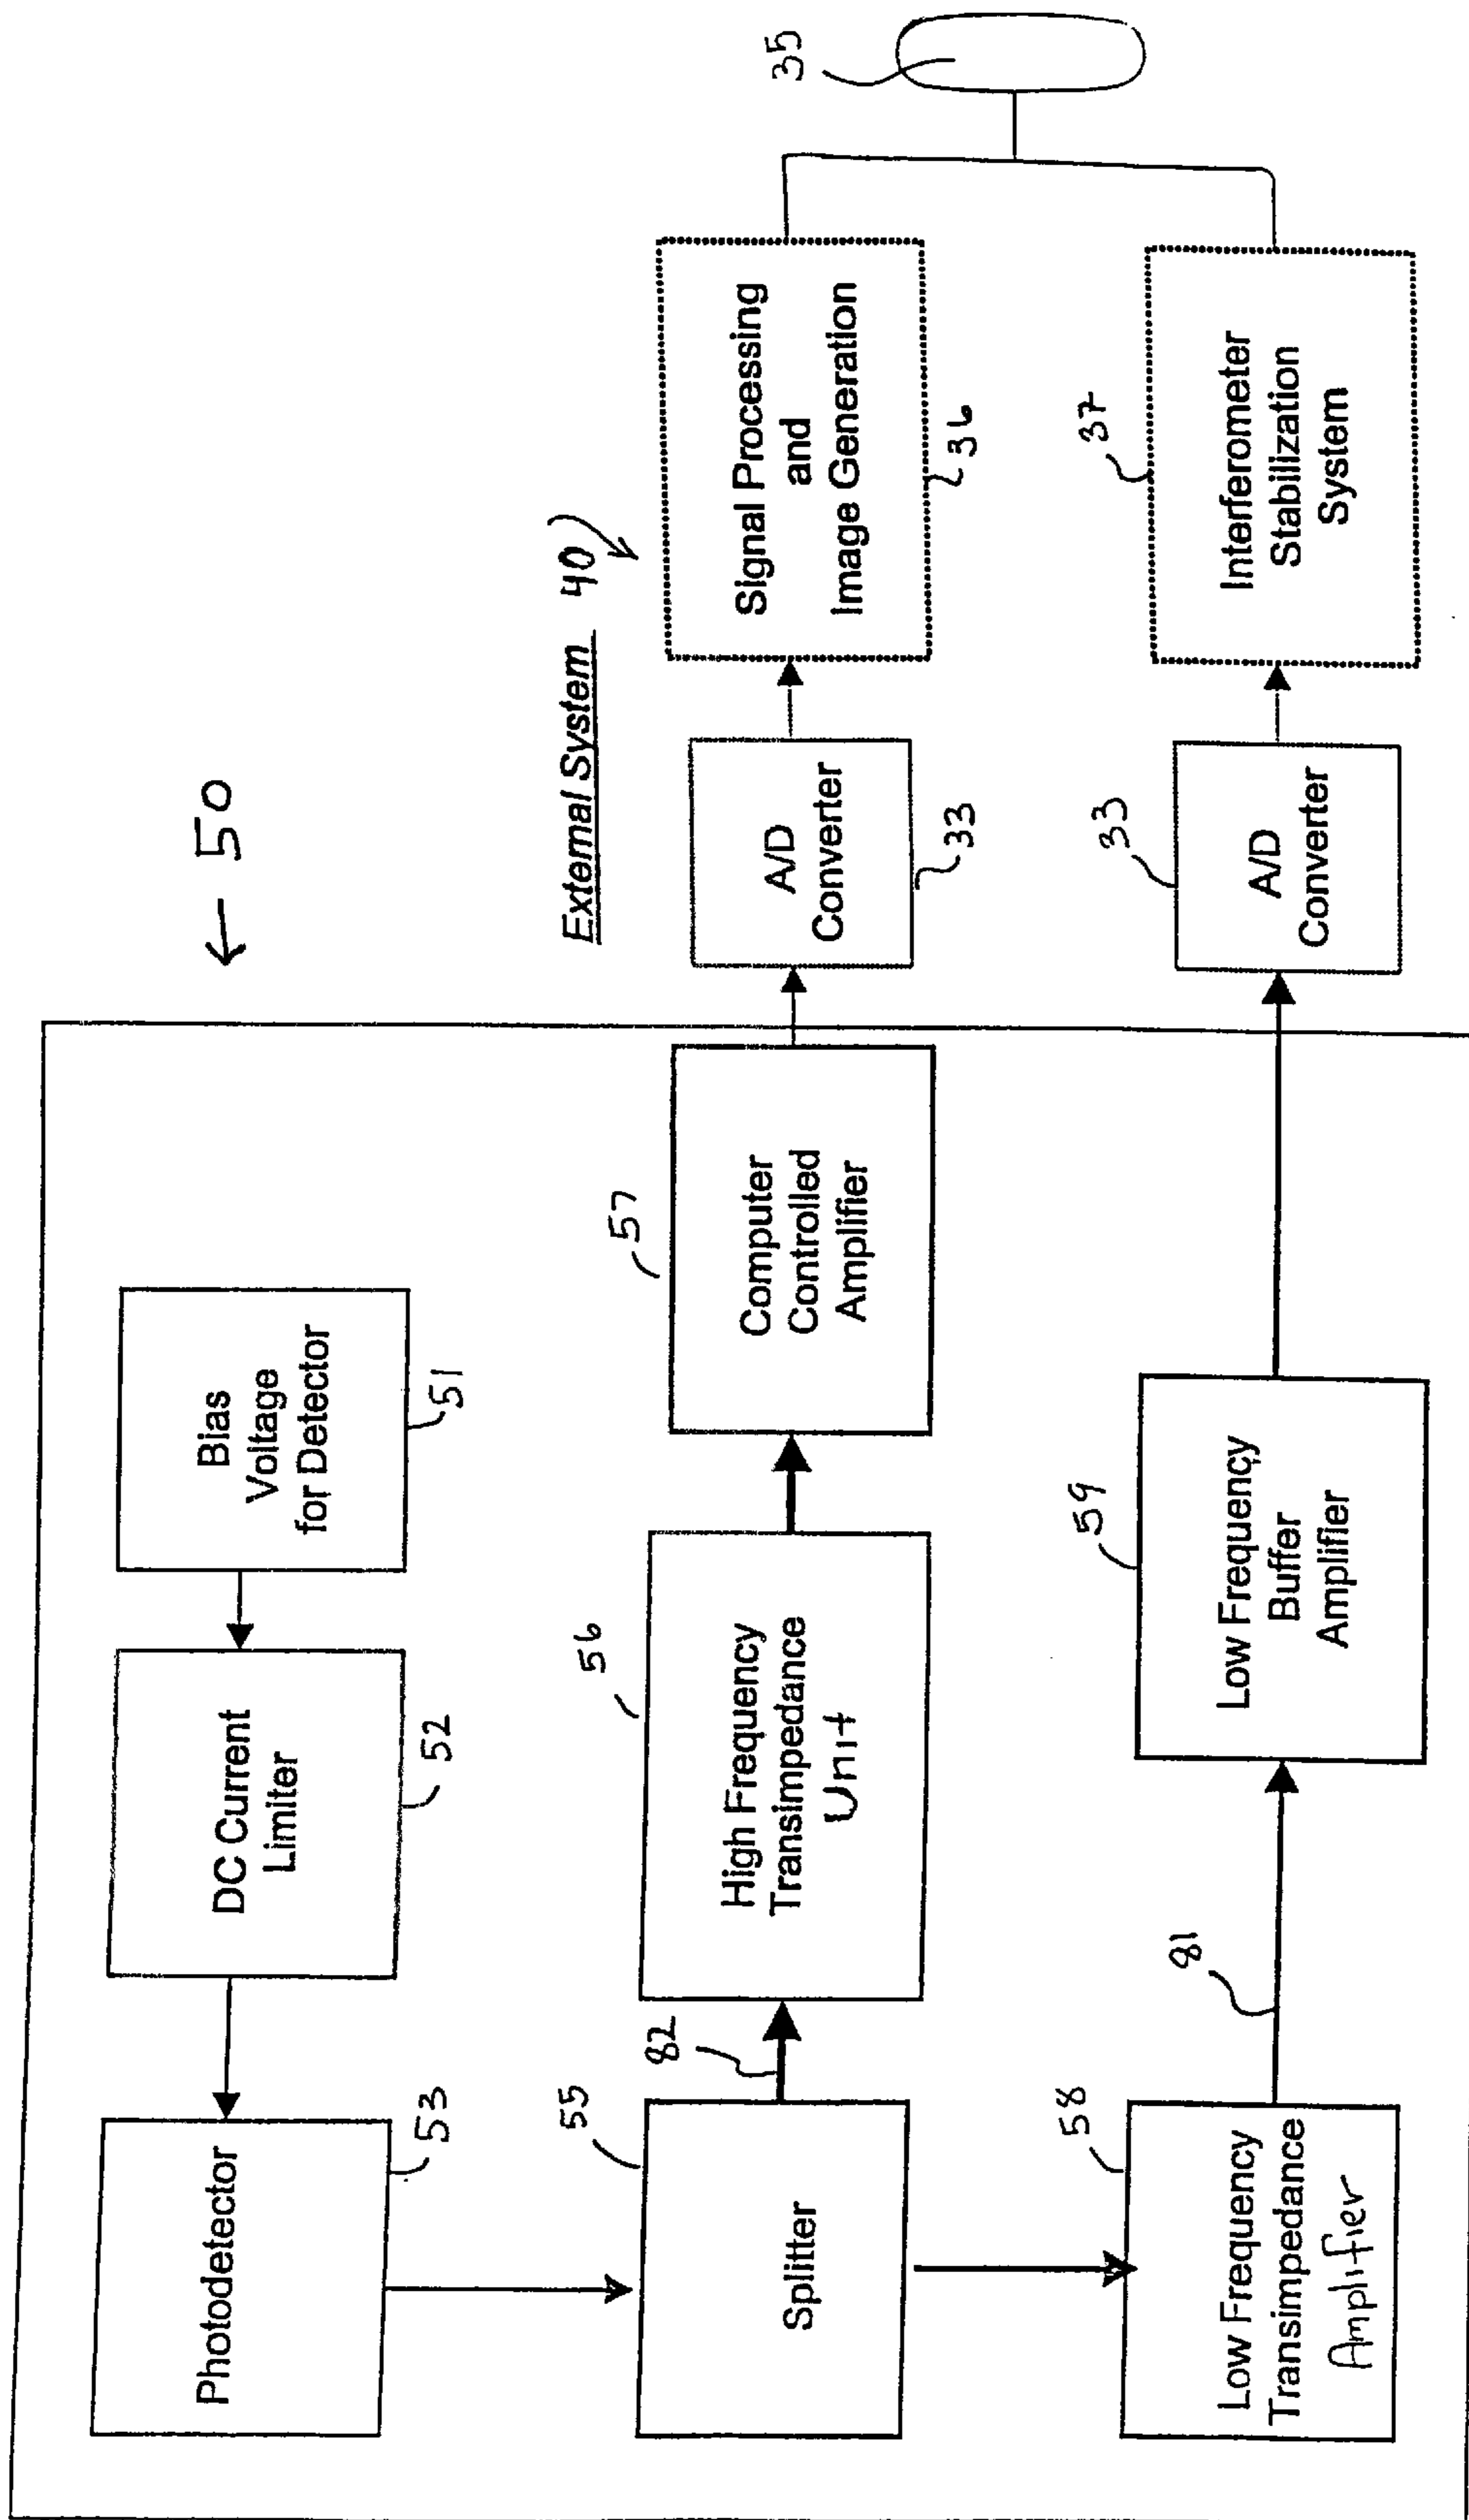 ← 50
Bias
Voltage
for Detector
51
DC Current
Limiter
52
Photodetector
53
External System 40
Splitter
55
82
High Frequency
Transimpedance
Unit
56
Computer
Controlled
Amplifier
57
A/D
Converter
33
Signal Processing
and
Image Generation
36
35
Low Frequency
Transimpedance
Amplifier
58
81
Low Frequency
Buffer
Amplifier
59
A/D
Converter
33
Interferometer
Stabilization
System
37